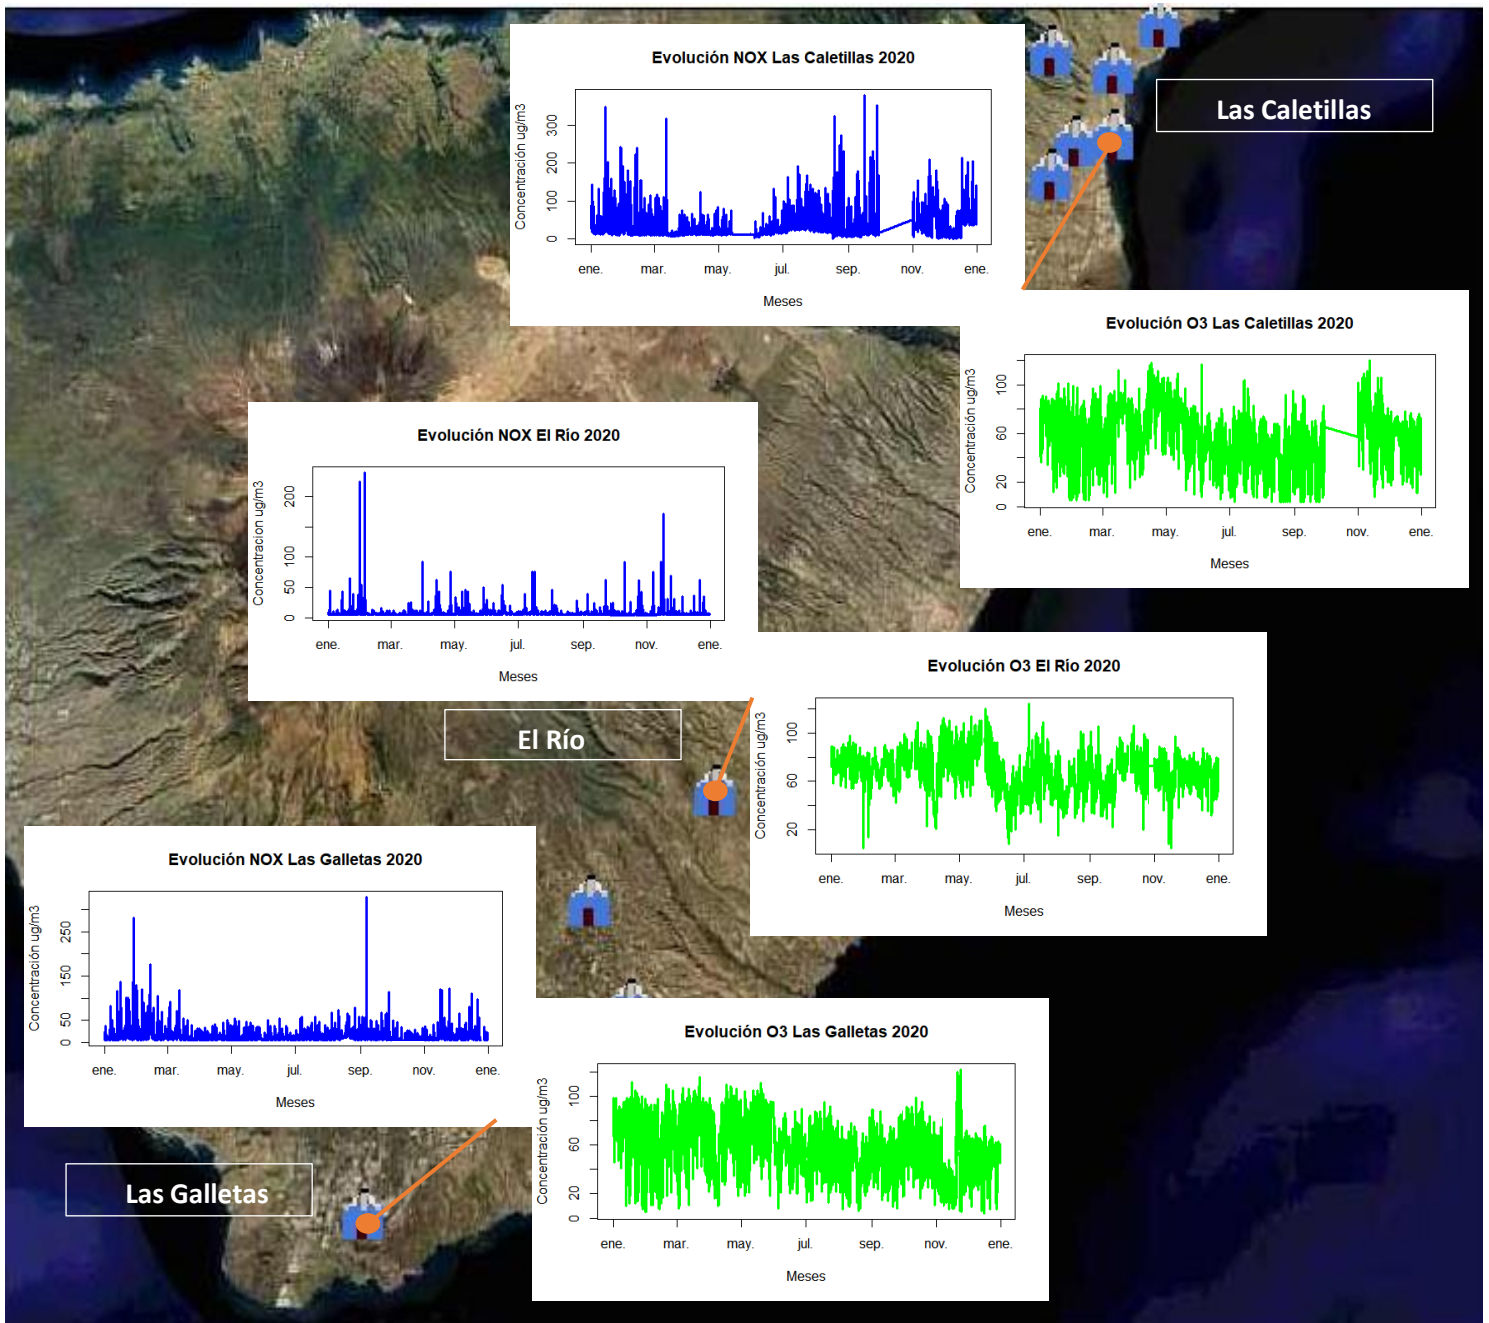 Evolución NOX Las Caletillas 2020
Concentración ug/m3
300
200
100
0
ene.
mar.
may.
jul.
sep.
nov.
ene.
Meses
Las Caletillas
Evolución O3 Las Caletillas 2020
Concentración ug/m3
100
60
20
0
ene.
mar.
may.
jul.
sep.
nov.
ene.
Meses
Evolución NOX El Río 2020
Concentracion ug/m3
200
100
50
0
ene.
mar.
may.
jul.
sep.
nov.
ene.
Meses
El Río
Evolución O3 El Río 2020
Concentración ug/m3
100
60
20
ene.
mar.
may.
jul.
sep.
nov.
ene.
Meses
Evolución NOX Las Galletas 2020
Concentración ug/m3
250
150
50
0
ene.
mar.
may.
jul.
sep.
nov.
ene.
Meses
Las Galletas
Evolución O3 Las Galletas 2020
Concentración ug/m3
100
60
20
0
ene.
mar.
may.
jul.
sep.
nov.
ene.
Meses